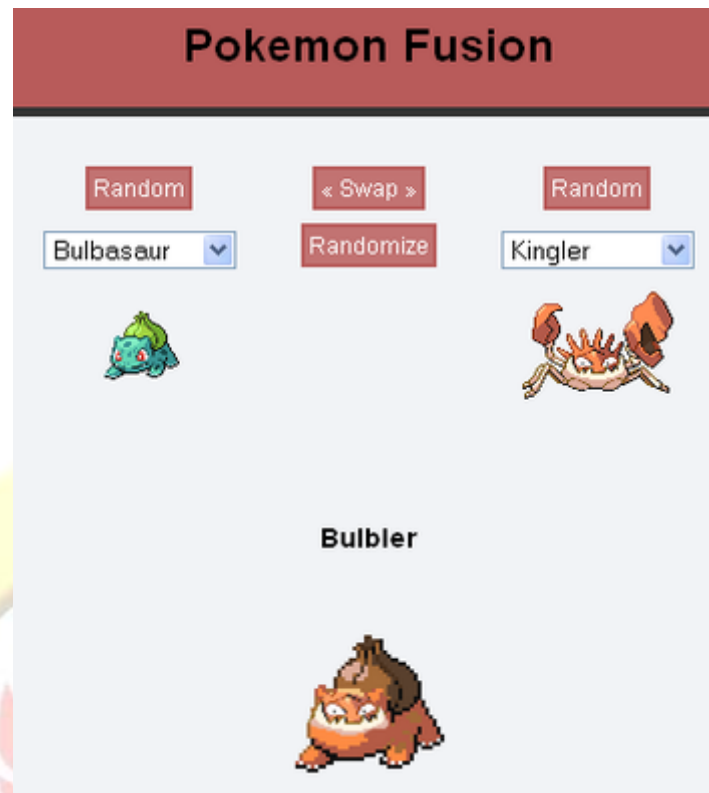 Pokemon Fusion
Random
« Swap »
Random
Bulbasaur
Randomize
Kingler
Bulbler